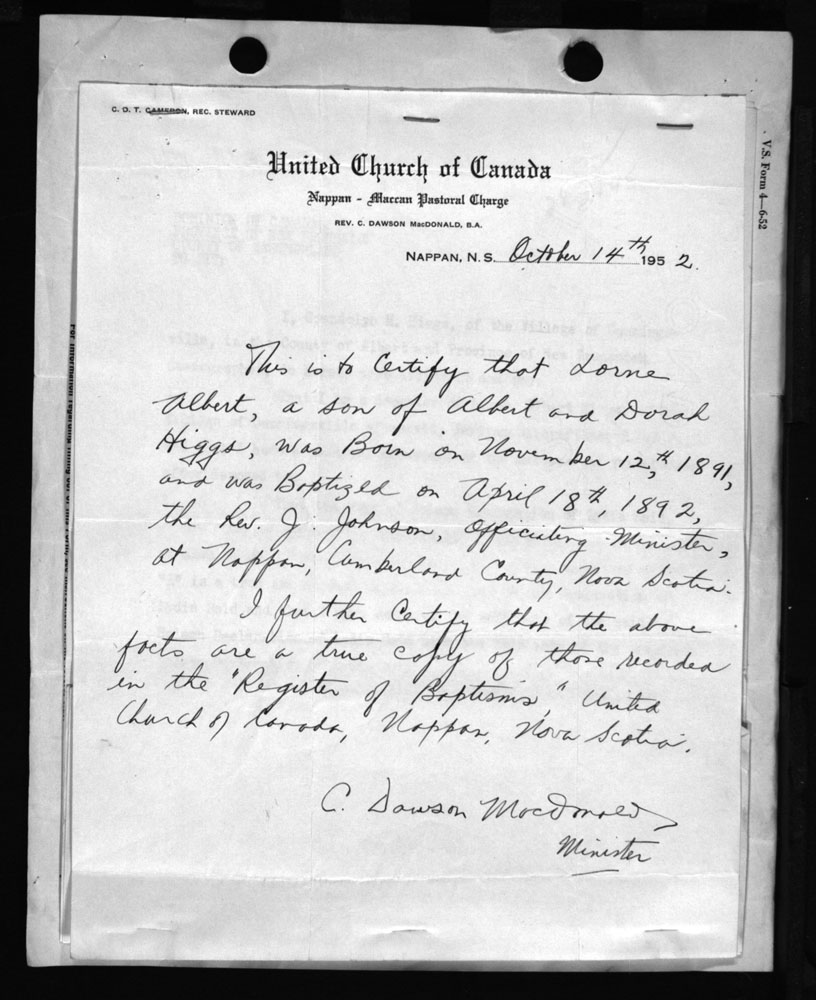 C. D. T. CAMERON, REC. STEWARD
United Church of Canada
Nappan - Maccan Pastoral Charge
REV. C. DAWSON MacDONALD, B.A.
NAPPAN, N.S. October 14th 1952.
This is to Certify that Lorne
Albert, a son of Albert and Dorah
Higgs, was Born on November 12,th 1891,
and was Baptized on April 18th 1892,
the Rev. J. Johnson, Officiating Minister,
at Nappan, Cumberland County, Nova Scotia.
I further Certify that the above
facts are a true copy of those recorded
in the "Register of Baptisms," United
Church of Canada, Nappan, Nova Scotia.
C. Dawson MacDonald
Minister
V.S. Form 4—6-52